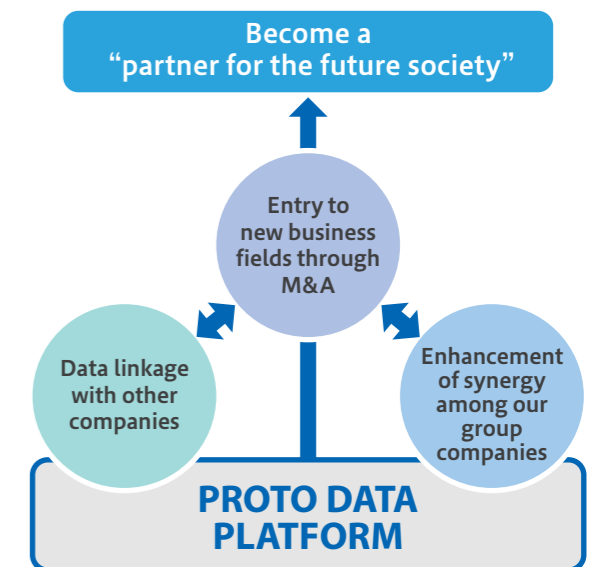 Become a
“partner for the future society”
Entry to
new business
fields through
M&A
Data linkage
with other
companies
Enhancement
of synergy
among our
group
companies
PROTO DATA
PLATFORM